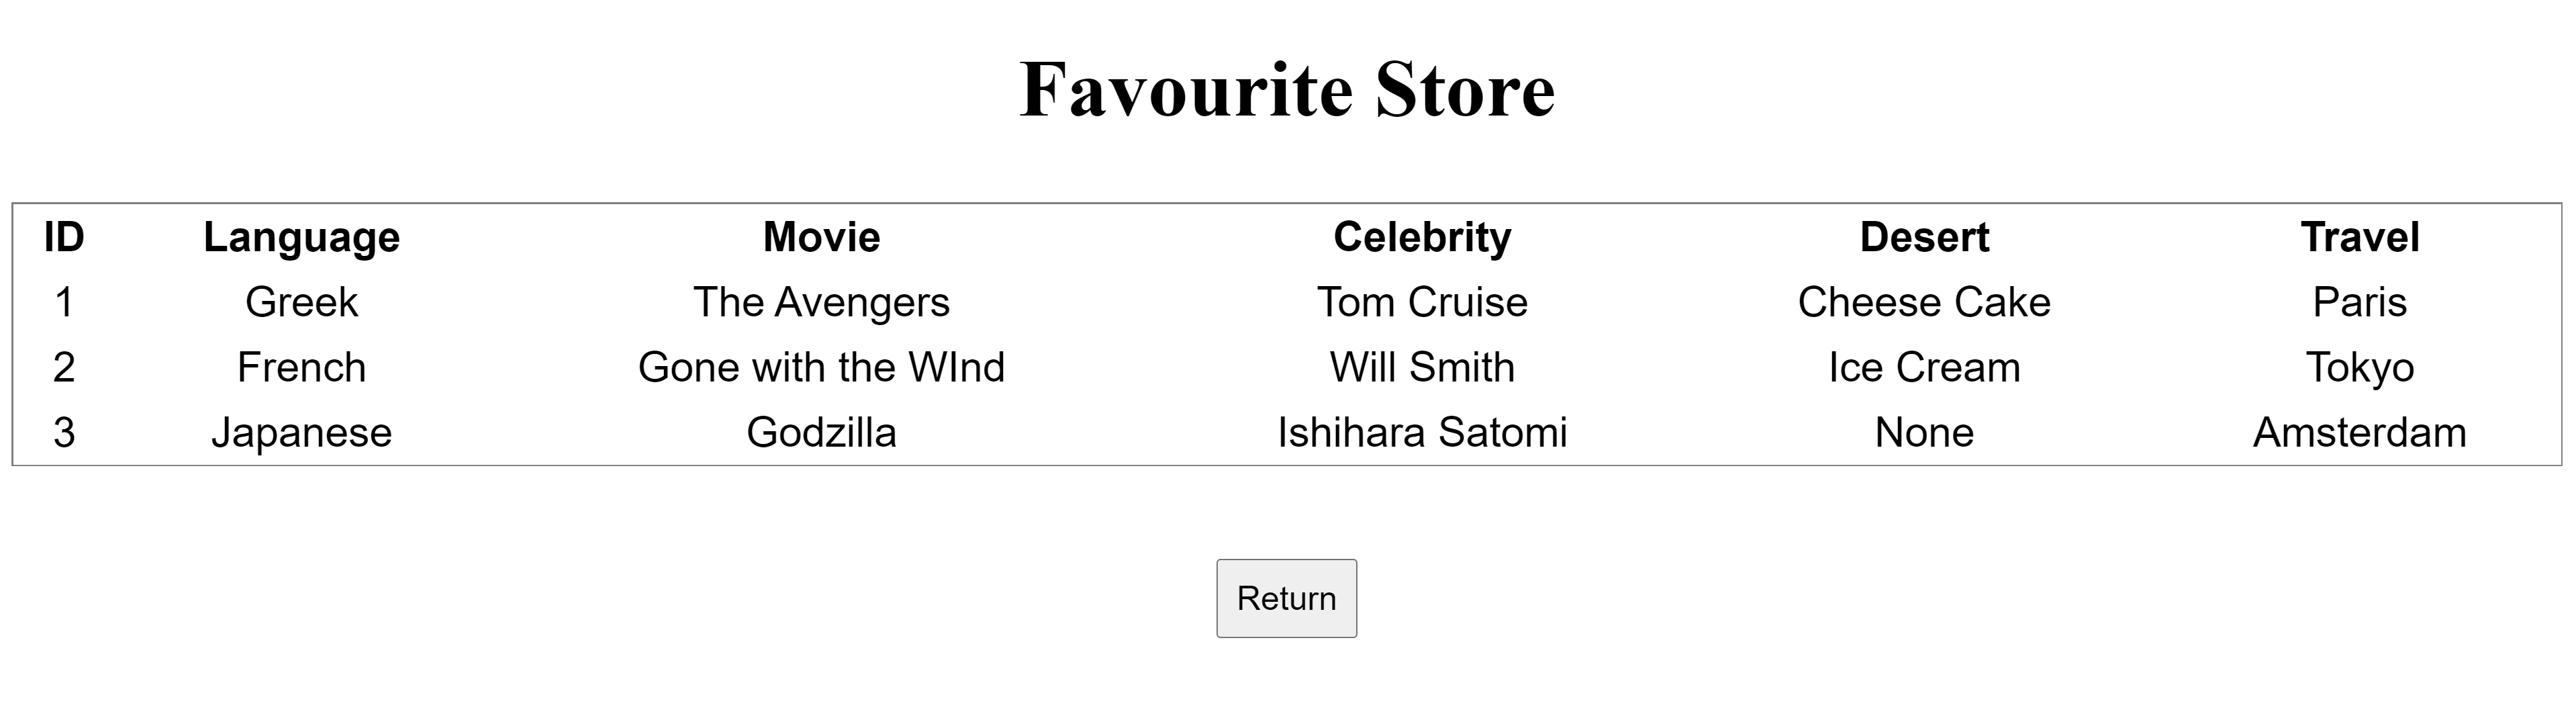 Favourite Store
ID Language Movie Celebrity Desert Travel
1 Greek The Avengers Tom Cruise Cheese Cake Paris
2 French Gone with the WInd Will Smith Ice Cream Tokyo
3 Japanese Godzilla Ishihara Satomi None Amsterdam
Return